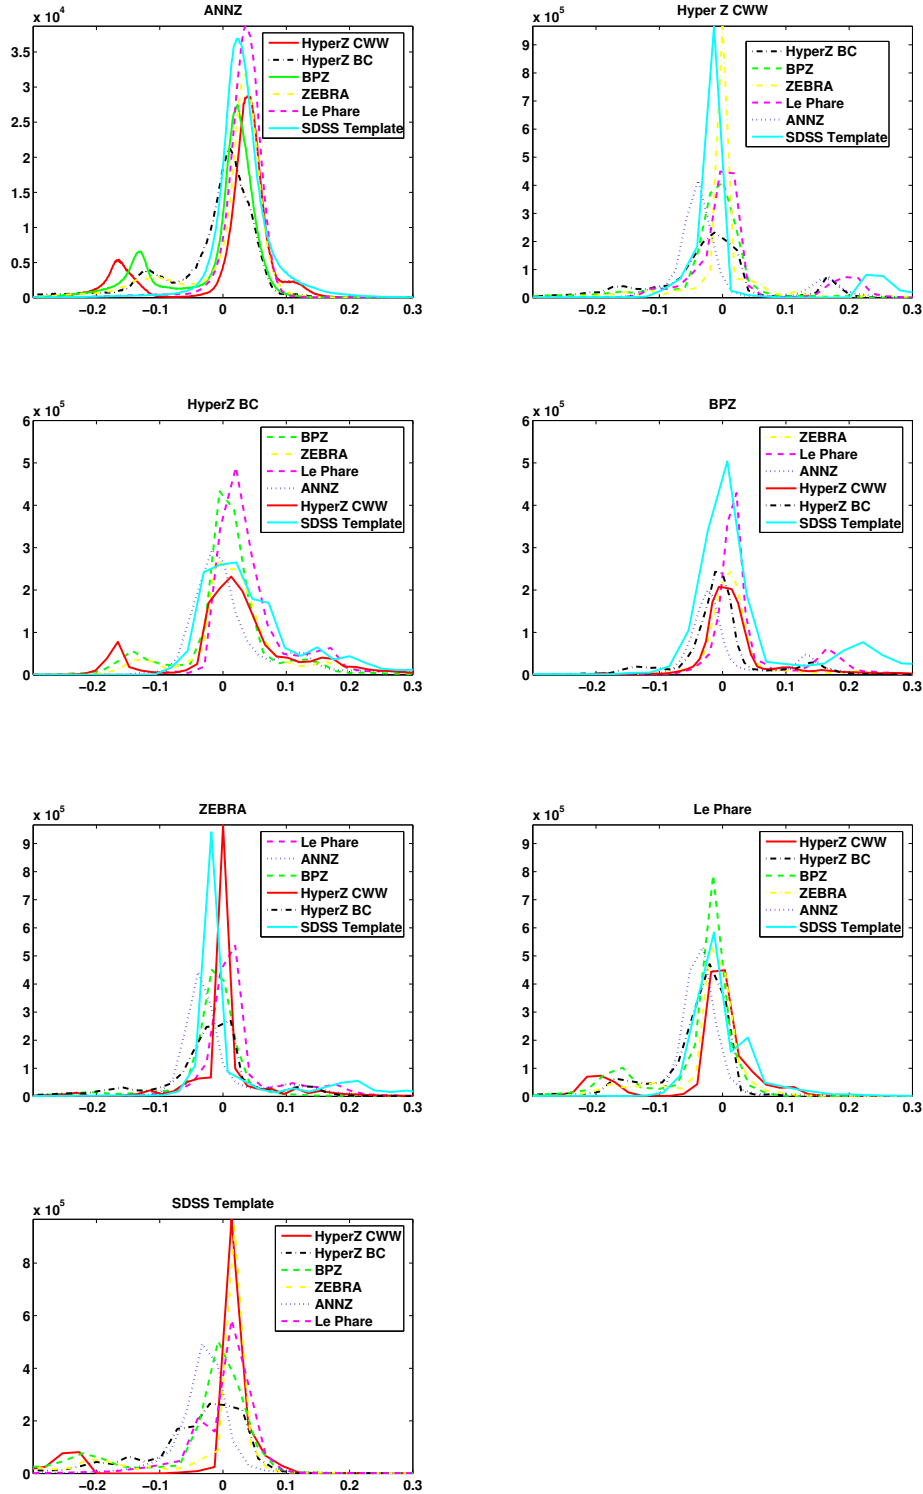 ANNZ
x 10^4
3.5
3
2.5
2
1.5
1
0.5
0
−0.2 −0.1 0 0.1 0.2 0.3
HyperZ CWW
HyperZ BC
BPZ
ZEBRA
Le Phare
SDSS Template
Hyper Z CWW
x 10^5
9
8
7
6
5
4
3
2
1
0
−0.2 −0.1 0 0.1 0.2 0.3
HyperZ BC
BPZ
ZEBRA
Le Phare
ANNZ
SDSS Template
HyperZ BC
x 10^5
6
5
4
3
2
1
0
−0.2 −0.1 0 0.1 0.2 0.3
BPZ
ZEBRA
Le Phare
ANNZ
HyperZ CWW
SDSS Template
BPZ
x 10^5
6
5
4
3
2
1
0
−0.2 −0.1 0 0.1 0.2 0.3
ZEBRA
Le Phare
ANNZ
HyperZ CWW
HyperZ BC
SDSS Template
ZEBRA
x 10^5
9
8
7
6
5
4
3
2
1
0
−0.2 −0.1 0 0.1 0.2 0.3
Le Phare
ANNZ
BPZ
HyperZ CWW
HyperZ BC
SDSS Template
Le Phare
x 10^5
9
8
7
6
5
4
3
2
1
0
−0.2 −0.1 0 0.1 0.2 0.3
HyperZ CWW
HyperZ BC
BPZ
ZEBRA
ANNZ
SDSS Template
SDSS Template
x 10^5
8
6
4
2
0
−0.2 −0.1 0 0.1 0.2 0.3
HyperZ CWW
HyperZ BC
BPZ
ZEBRA
ANNZ
Le Phare